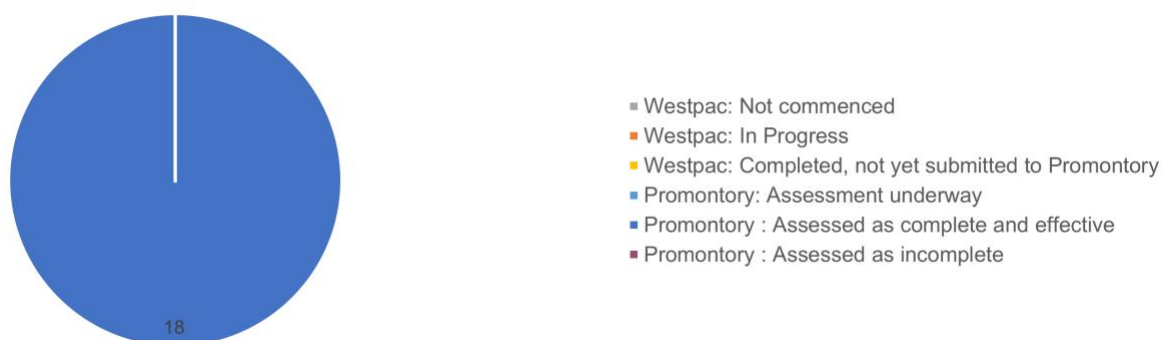 Westpac: Not commenced
Westpac: In Progress
Westpac: Completed, not yet submitted to Promontory
Promontory: Assessment underway
Promontory : Assessed as complete and effective
Promontory : Assessed as incomplete
18